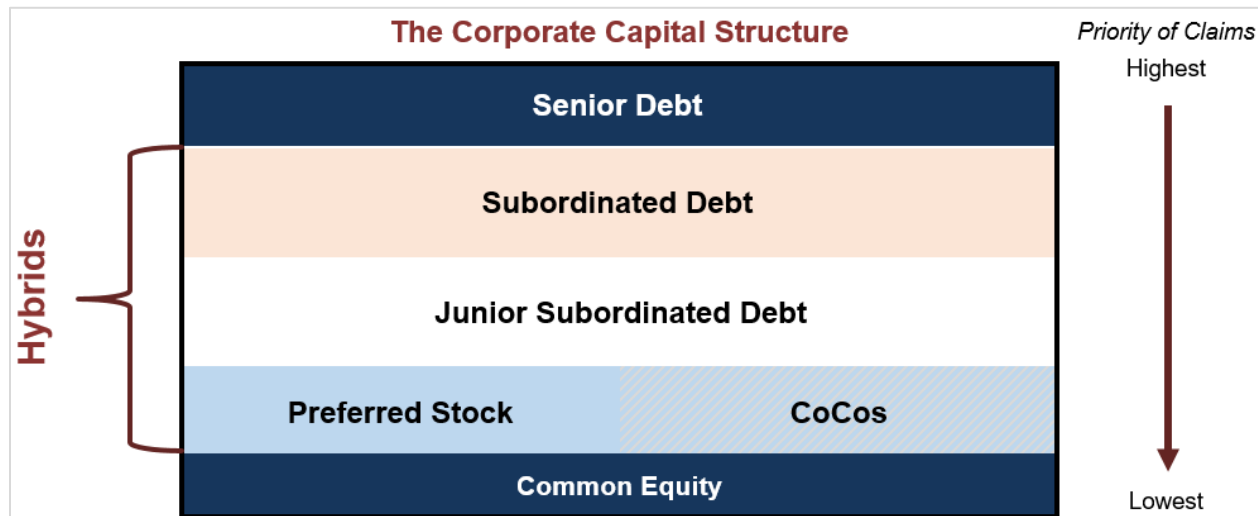 The Corporate Capital Structure
Priority of Claims
Highest
Senior Debt
Hybrids
Subordinated Debt
Junior Subordinated Debt
Preferred Stock
CoCos
Common Equity
Lowest